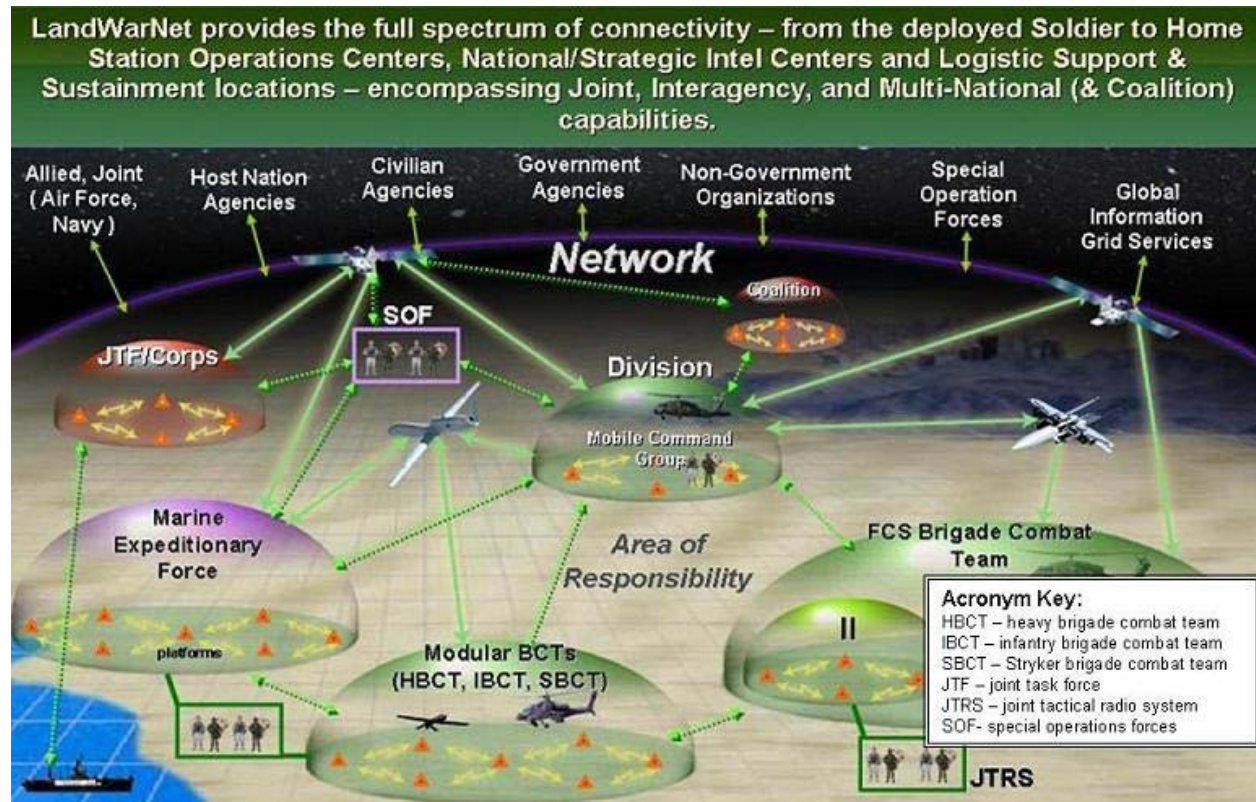 LandWarNet provides the full spectrum of connectivity – from the deployed Soldier to Home
Station Operations Centers, National/Strategic Intel Centers and Logistic Support &
Sustainment locations – encompassing Joint, Interagency, and Multi-National (& Coalition)
capabilities.
Allied, Joint
( Air Force,
Navy )
Host Nation
Agencies
Civilian
Agencies
Government
Agencies
Non-Government
Organizations
Special
Operation
Forces
Global
Information
Grid Services
Network
SOF
Coalition
JTF/Corps
Division
Mobile Command
Group
Marine
Expeditionary
Force
platforms
Area of
Responsibility
FCS Brigade Combat
Team
II
Modular BCTs
(HBCT, IBCT, SBCT)
JTRS
Acronym Key:
HBCT – heavy brigade combat team
IBCT – infantry brigade combat team
SBCT – Stryker brigade combat team
JTF – joint task force
JTRS – joint tactical radio system
SOF- special operations forces